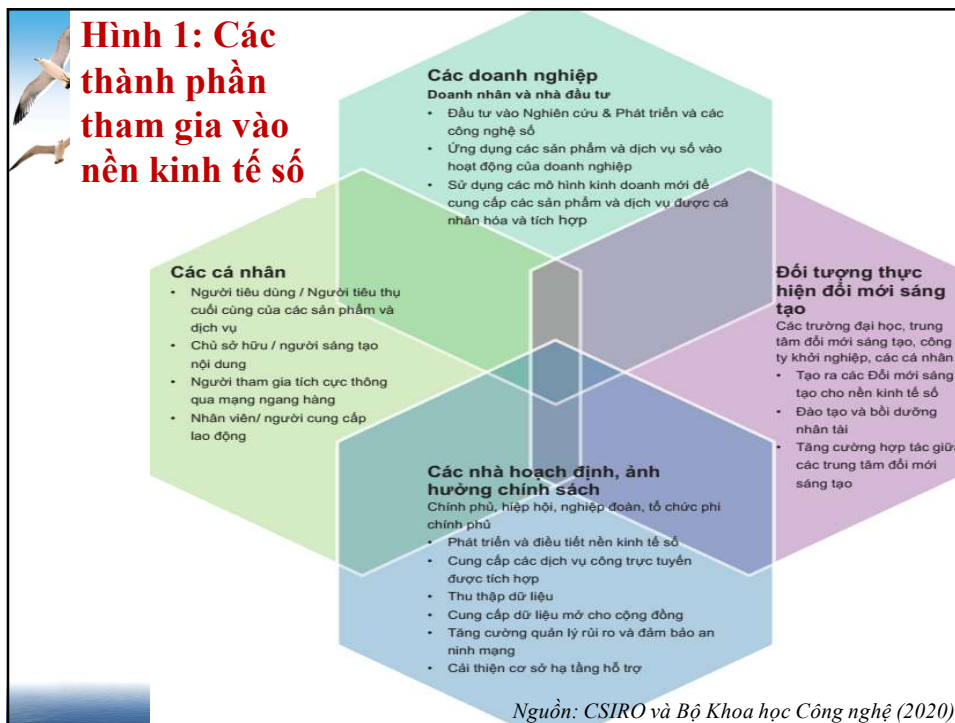 Hình 1: Các
thành phần
tham gia vào
nền kinh tế số
Các doanh nghiệp
Doanh nhân và nhà đầu tư
• Đầu tư vào Nghiên cứu & Phát triển và các
công nghệ số
• Ứng dụng các sản phẩm và dịch vụ số vào
hoạt động của doanh nghiệp
• Sử dụng các mô hình kinh doanh mới để
cung cấp các sản phẩm và dịch vụ được cá
nhân hóa và tích hợp
Các cá nhân
• Người tiêu dùng / Người tiêu thụ
cuối cùng của các sản phẩm và
dịch vụ
• Chủ sở hữu / người sáng tạo
nội dung
• Người tham gia tích cực thông
qua mạng ngang hàng
• Nhân viên/ người cung cấp
lao động
Đối tượng thực
hiện đổi mới sáng
tạo
Các trường đại học, trung
tâm đổi mới sáng tạo, công
ty khởi nghiệp, các cá nhân
• Tạo ra các Đổi mới sáng
tạo cho nền kinh tế số
• Đào tạo và bồi dưỡng
nhân tài
• Tăng cường hợp tác giữa
các trung tâm đổi mới
sáng tạo
Các nhà hoạch định, ảnh
hưởng chính sách
Chính phủ, hiệp hội, nghiệp đoàn, tổ chức phi
chính phủ
• Phát triển và điều tiết nền kinh tế số
• Cung cấp các dịch vụ công trực tuyến
được tích hợp
• Thu thập dữ liệu
• Cung cấp dữ liệu mở cho cộng đồng
• Tăng cường quản lý rủi ro và đảm bảo an
ninh mạng
• Cải thiện cơ sở hạ tầng hỗ trợ
Nguồn: CSIRO và Bộ Khoa học Công nghệ (2020)